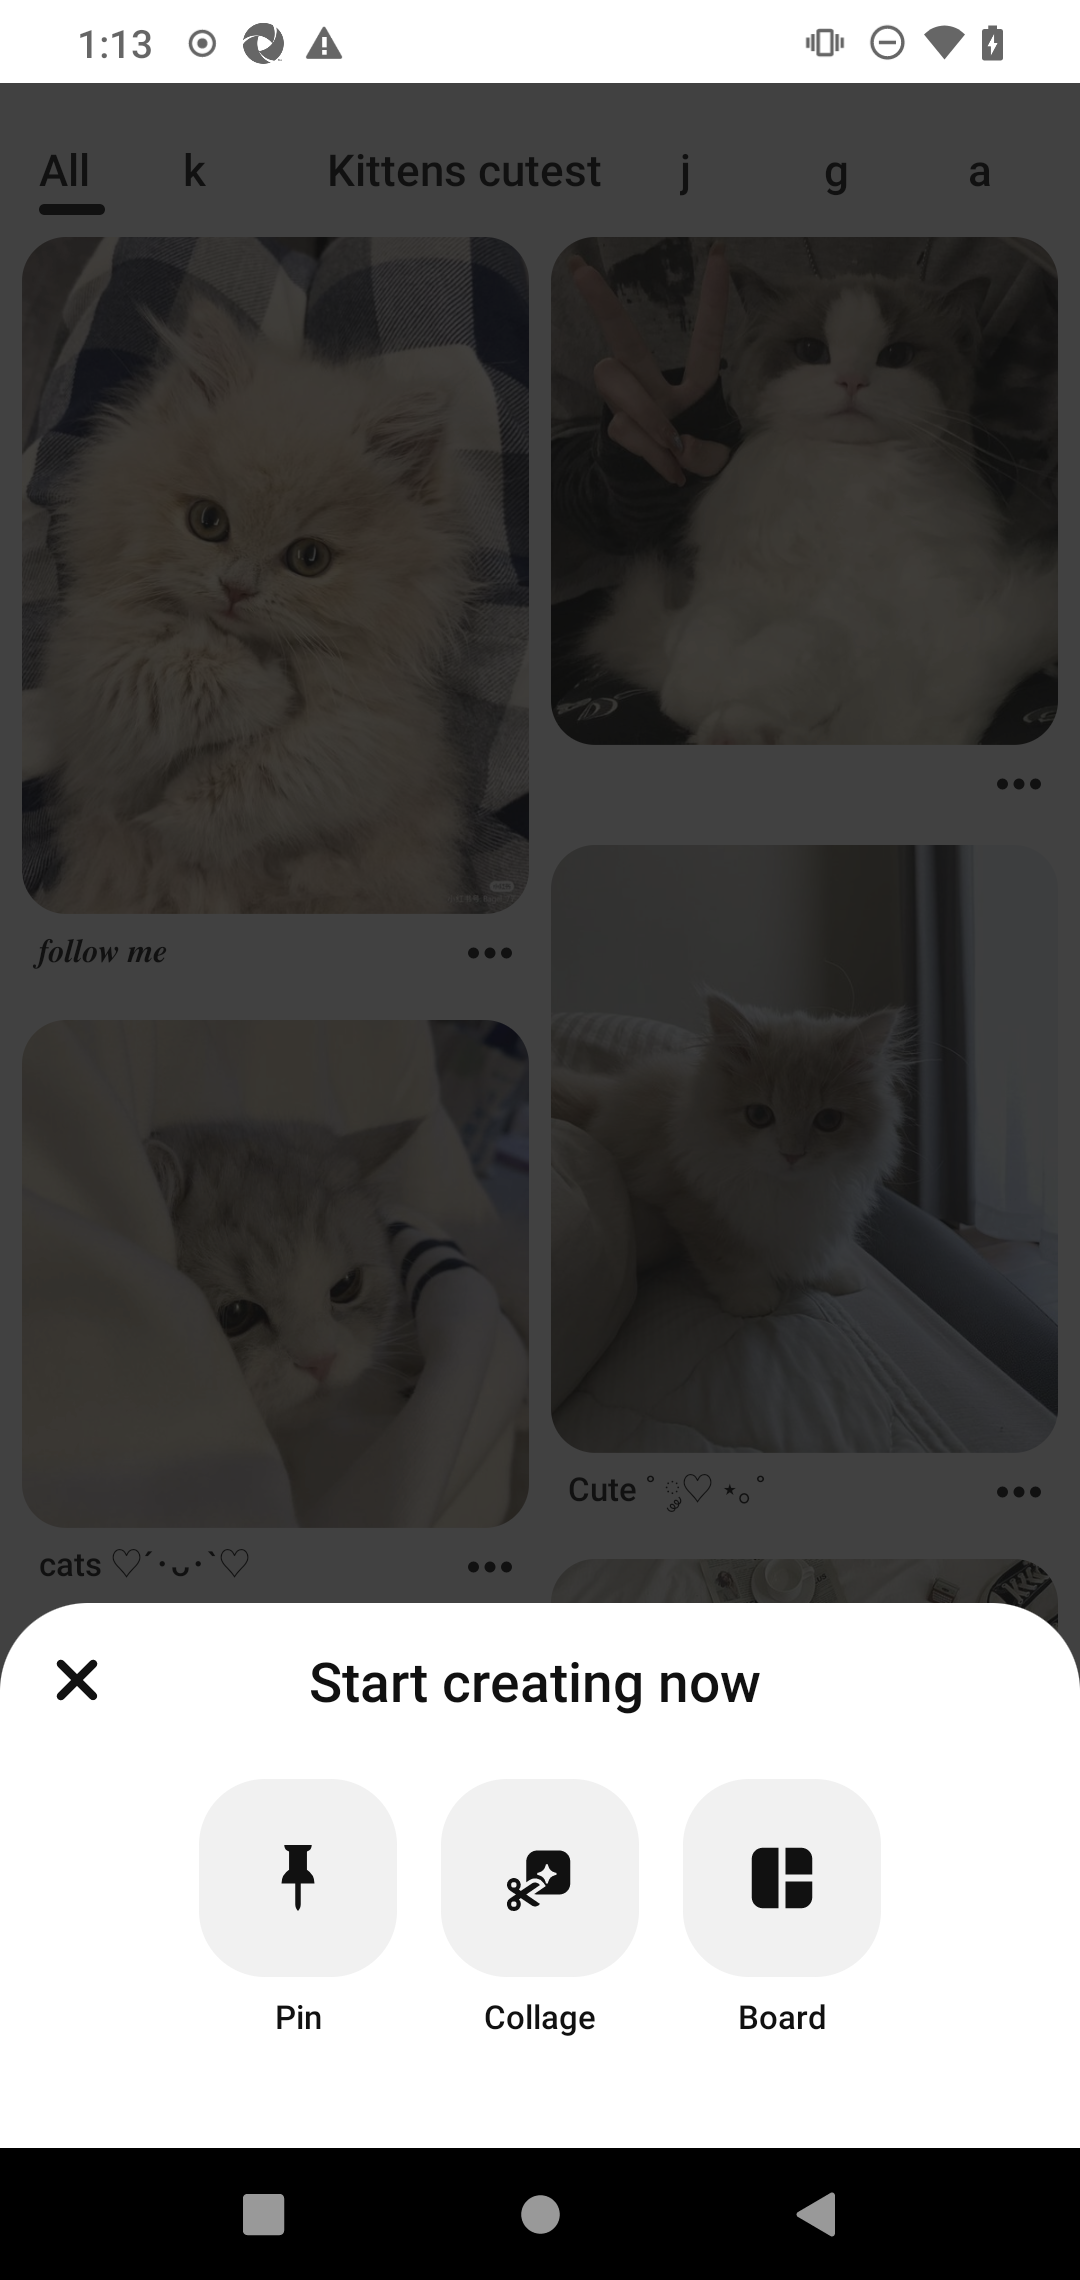 1:13
All k Kittens cutest j g a
follow me
Cute ˚ ༘♡ ⋆｡˚
cats ♡´･ᴗ･`♡
Start creating now
Pin Collage Board